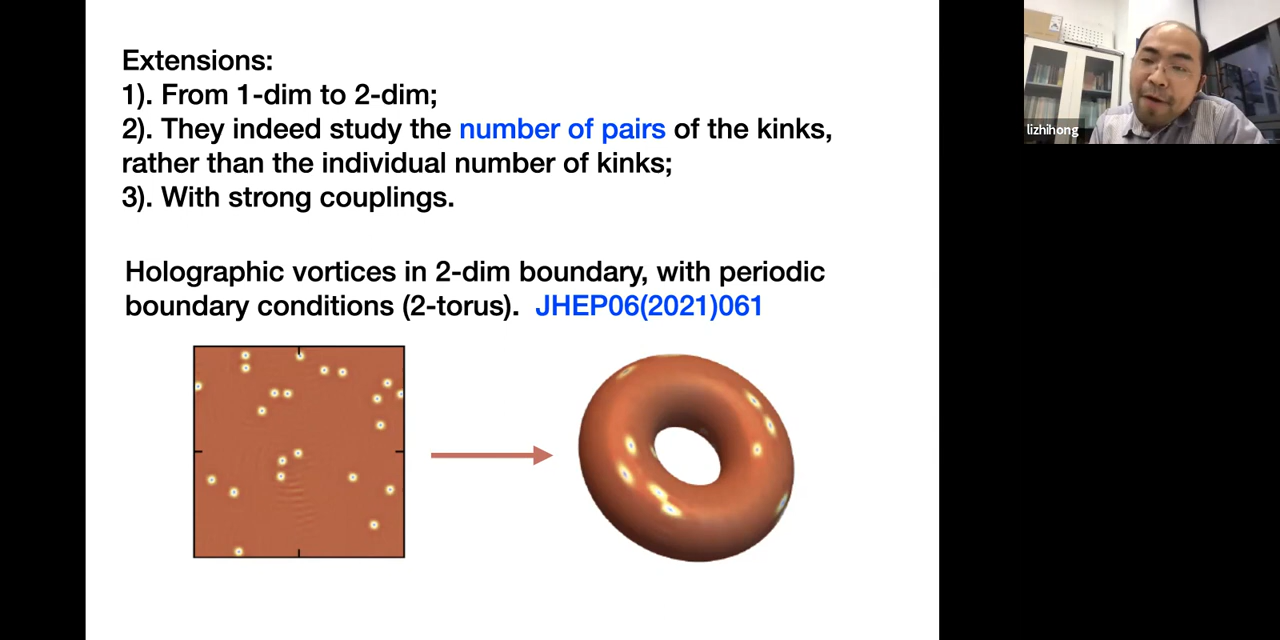 Extensions:
1). From 1-dim to 2-dim;
2). They indeed study the number of pairs of the kinks,
rather than the individual number of kinks;
3). With strong couplings.
Holographic vortices in 2-dim boundary, with periodic
boundary conditions (2-torus). JHEP06(2021)061
lizhihong